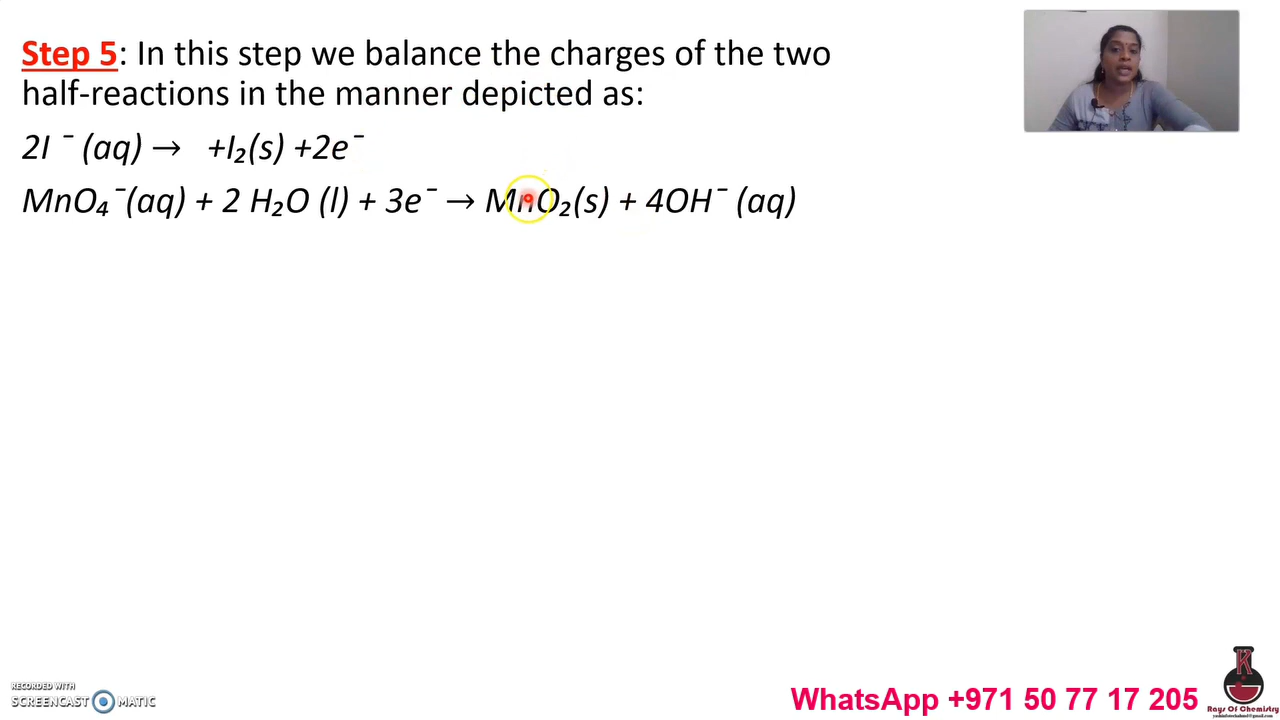 Step 5: In this step we balance the charges of the two
half-reactions in the manner depicted as:
2I ⁻ (aq) → +I₂(s) +2e⁻
MnO₄ ⁻(aq) + 2 H₂O (l) + 3e⁻ → MnO₂(s) + 4OH⁻ (aq)
RECORDED WITH
SCREENCAST MATIC
WhatsApp +971 50 77 17 205
K
Rays Of Chemistry